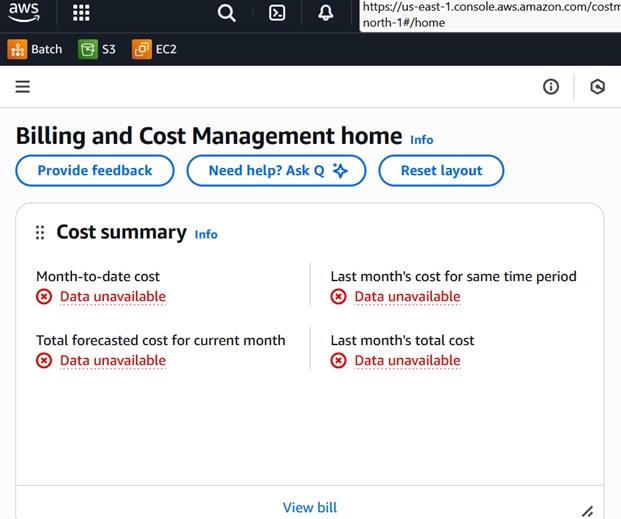 aws
https://us-east-1.console.aws.amazon.com/costm
north-1#/home
Batch S3 EC2
Billing and Cost Management home Info
Provide feedback Need help? Ask Q Reset layout
Cost summary Info
Month-to-date cost Last month's cost for same time period
Data unavailable Data unavailable
Total forecasted cost for current month Last month's total cost
Data unavailable Data unavailable
View bill